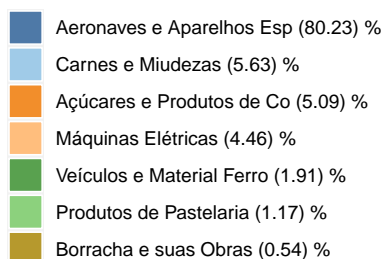 Aeronaves e Aparelhos Esp (80.23) %
Carnes e Miudezas (5.63) %
Açúcares e Produtos de Co (5.09) %
Máquinas Elétricas (4.46) %
Veículos e Material Ferro (1.91) %
Produtos de Pastelaria (1.17) %
Borracha e suas Obras (0.54) %